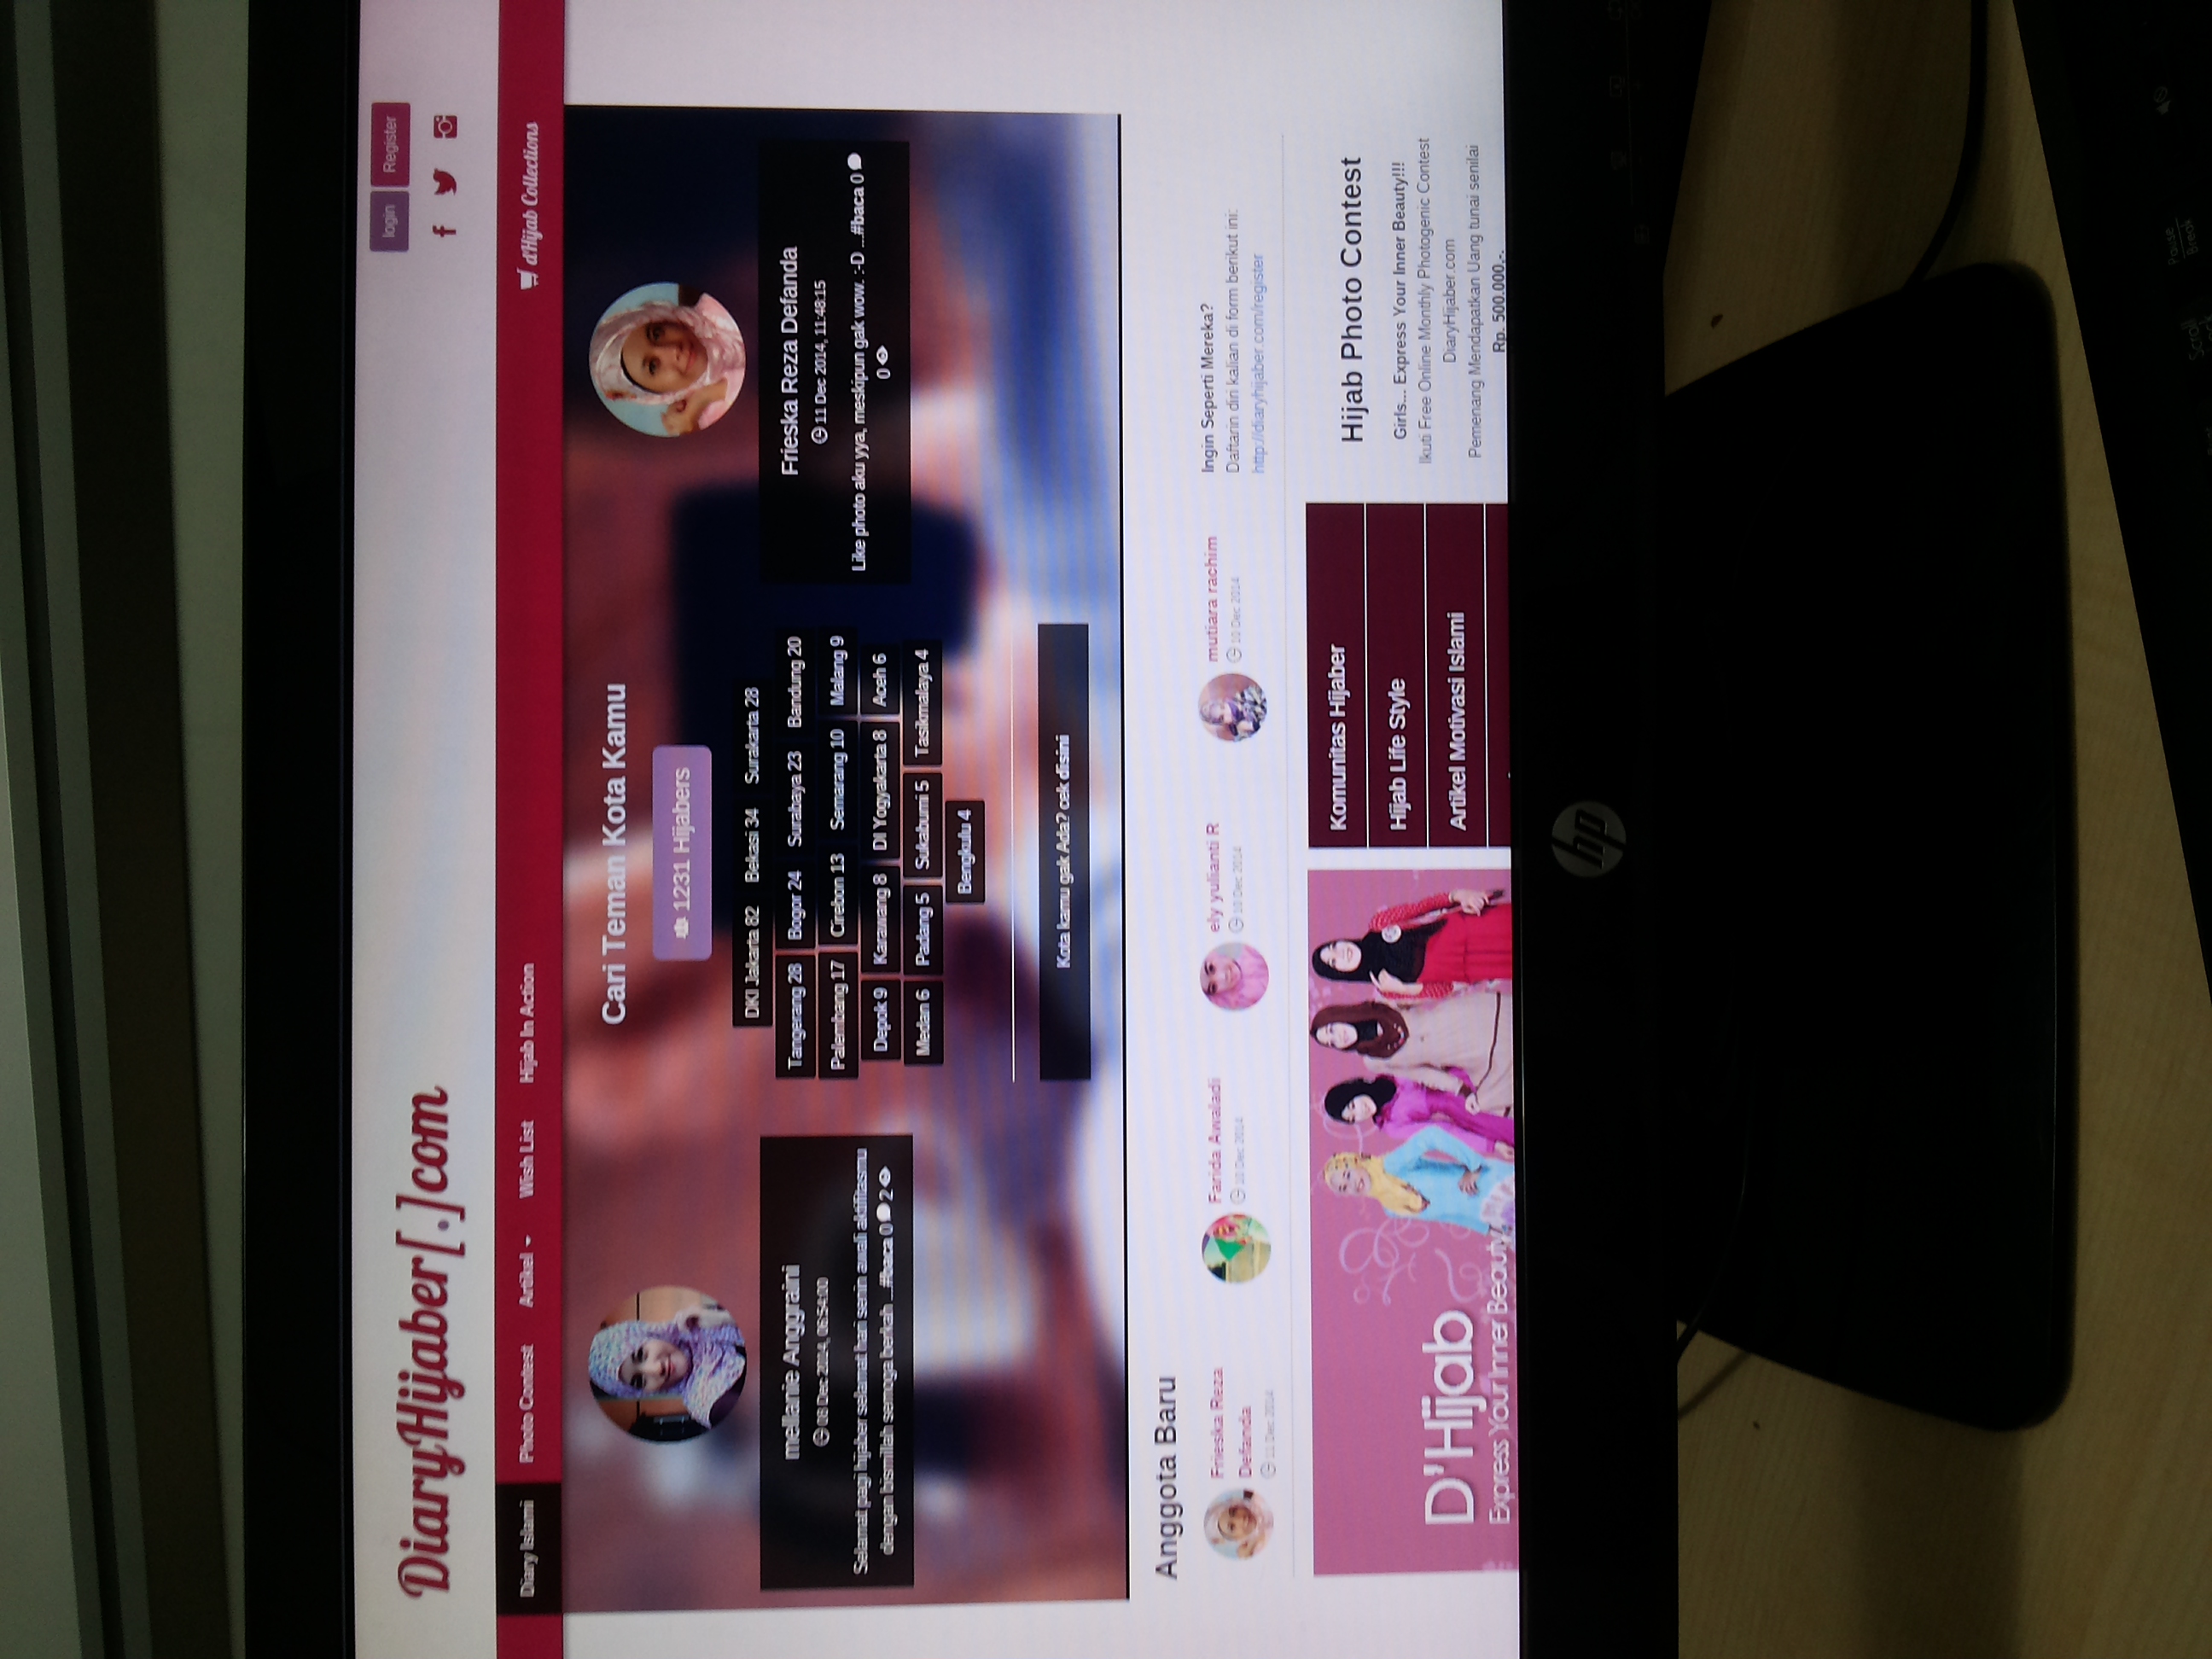 DiaryHijaber[.]com
login Register
Diary Islami Photo Contest Artikel Wish List Hijab In Action d'Hijab Collections
Cari Teman Kota Kamu
1231 Hijabers
DKI Jakarta 82 Bekasi 34 Surakarta 28
Tangerang 28 Bogor 24 Surabaya 23 Bandung 20
Palembang 17 Cirebon 13 Semarang 10 Malang 9
Depok 9 Karawang 8 DI Yogyakarta 8 Aceh 6
Medan 6 Padang 5 Sukabumi 5 Tasikmalaya 4
Bengkulu 4
Kota kamu gak Ada? cek disini
mellanie Anggraini
08 Dec 2014, 06:54:00
Selamat pagi hijaber selamat hari senin awali aktifitasmu
dengan bismillah semoga berkah ...#baca 0 2
Frieska Reza Defanda
11 Dec 2014, 11:48:15
Like photo aku yya, meskipun gak wow. :-D ...#baca 0
0
Anggota Baru
Frieska Reza
Defanda
11 Dec 2014
Farida Awaladi
10 Dec 2014
ely yulianti R
10 Dec 2014
mutiara rachim
10 Dec 2014
Ingin Seperti Mereka?
Daftarin diri kalian di form berikut ini:
http://diaryhijaber.com/register
D'Hijab
Express Your Inner Beauty
Komunitas Hijaber
Hijab Life Style
Artikel Motivasi Islami
Hijab Photo Contest
Girls... Express Your Inner Beauty!!!
Ikuti Free Online Monthly Photogenic Contest
DiaryHijaber.com
Pemenang Mendapatkan Uang tunai senilai
Rp. 500.000,-.
hp
Scroll
Pause
Break